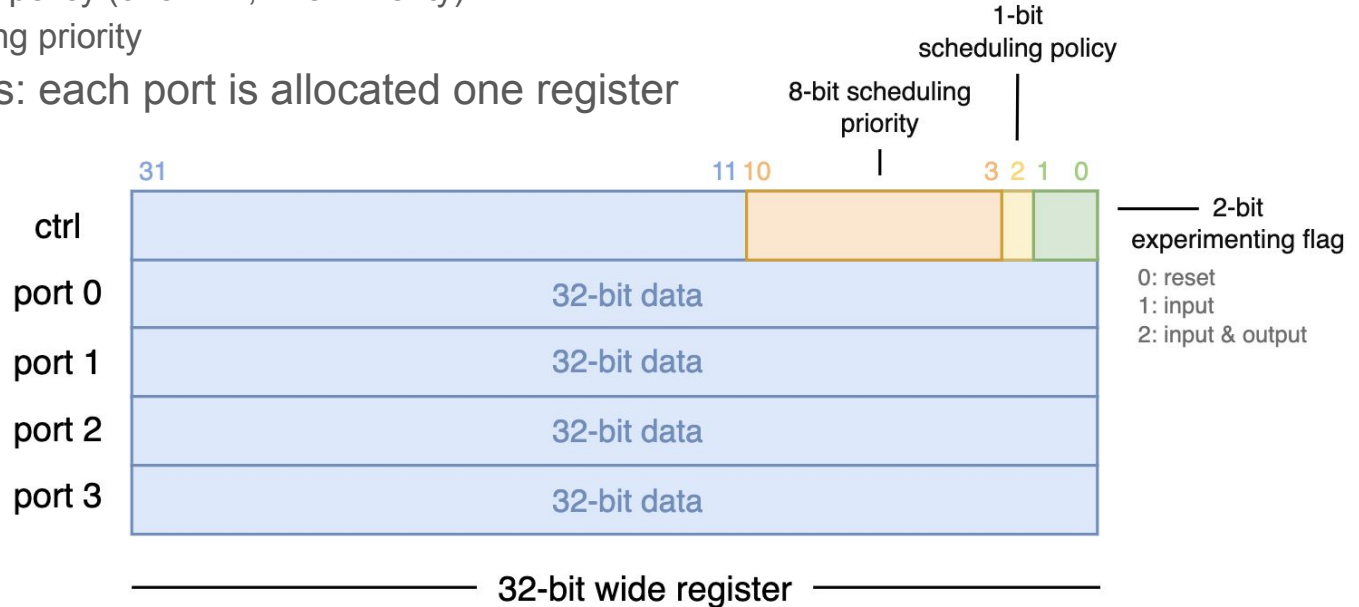 ng priority
s: each port is allocated one register
1-bit
scheduling policy
8-bit scheduling
priority
31 11 10 3 2 1 0
ctrl
2-bit
experimenting flag
0: reset
1: input
2: input & output
port 0 32-bit data
port 1 32-bit data
port 2 32-bit data
port 3 32-bit data
32-bit wide register